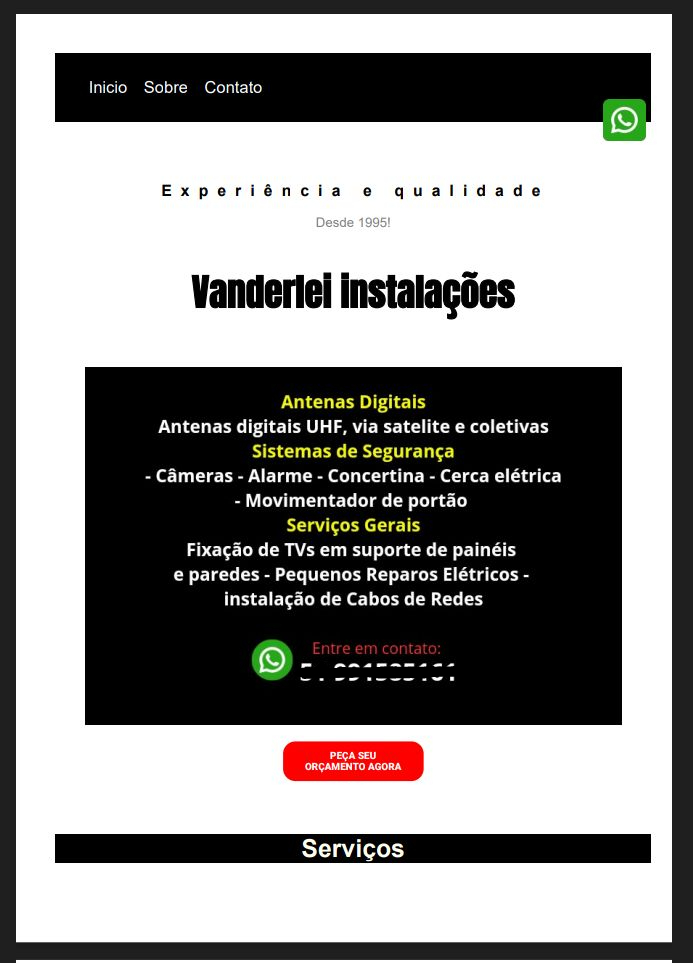 Inicio Sobre Contato
Experiência e qualidade
Desde 1995!
Vanderlei instalações
Antenas Digitais
Antenas digitais UHF, via satelite e coletivas
Sistemas de Segurança
- Câmeras - Alarme - Concertina - Cerca elétrica
- Movimentador de portão
Serviços Gerais
Fixação de TVs em suporte de painéis
e paredes - Pequenos Reparos Elétricos -
instalação de Cabos de Redes
Entre em contato:
PEÇA SEU
ORÇAMENTO AGORA
Serviços